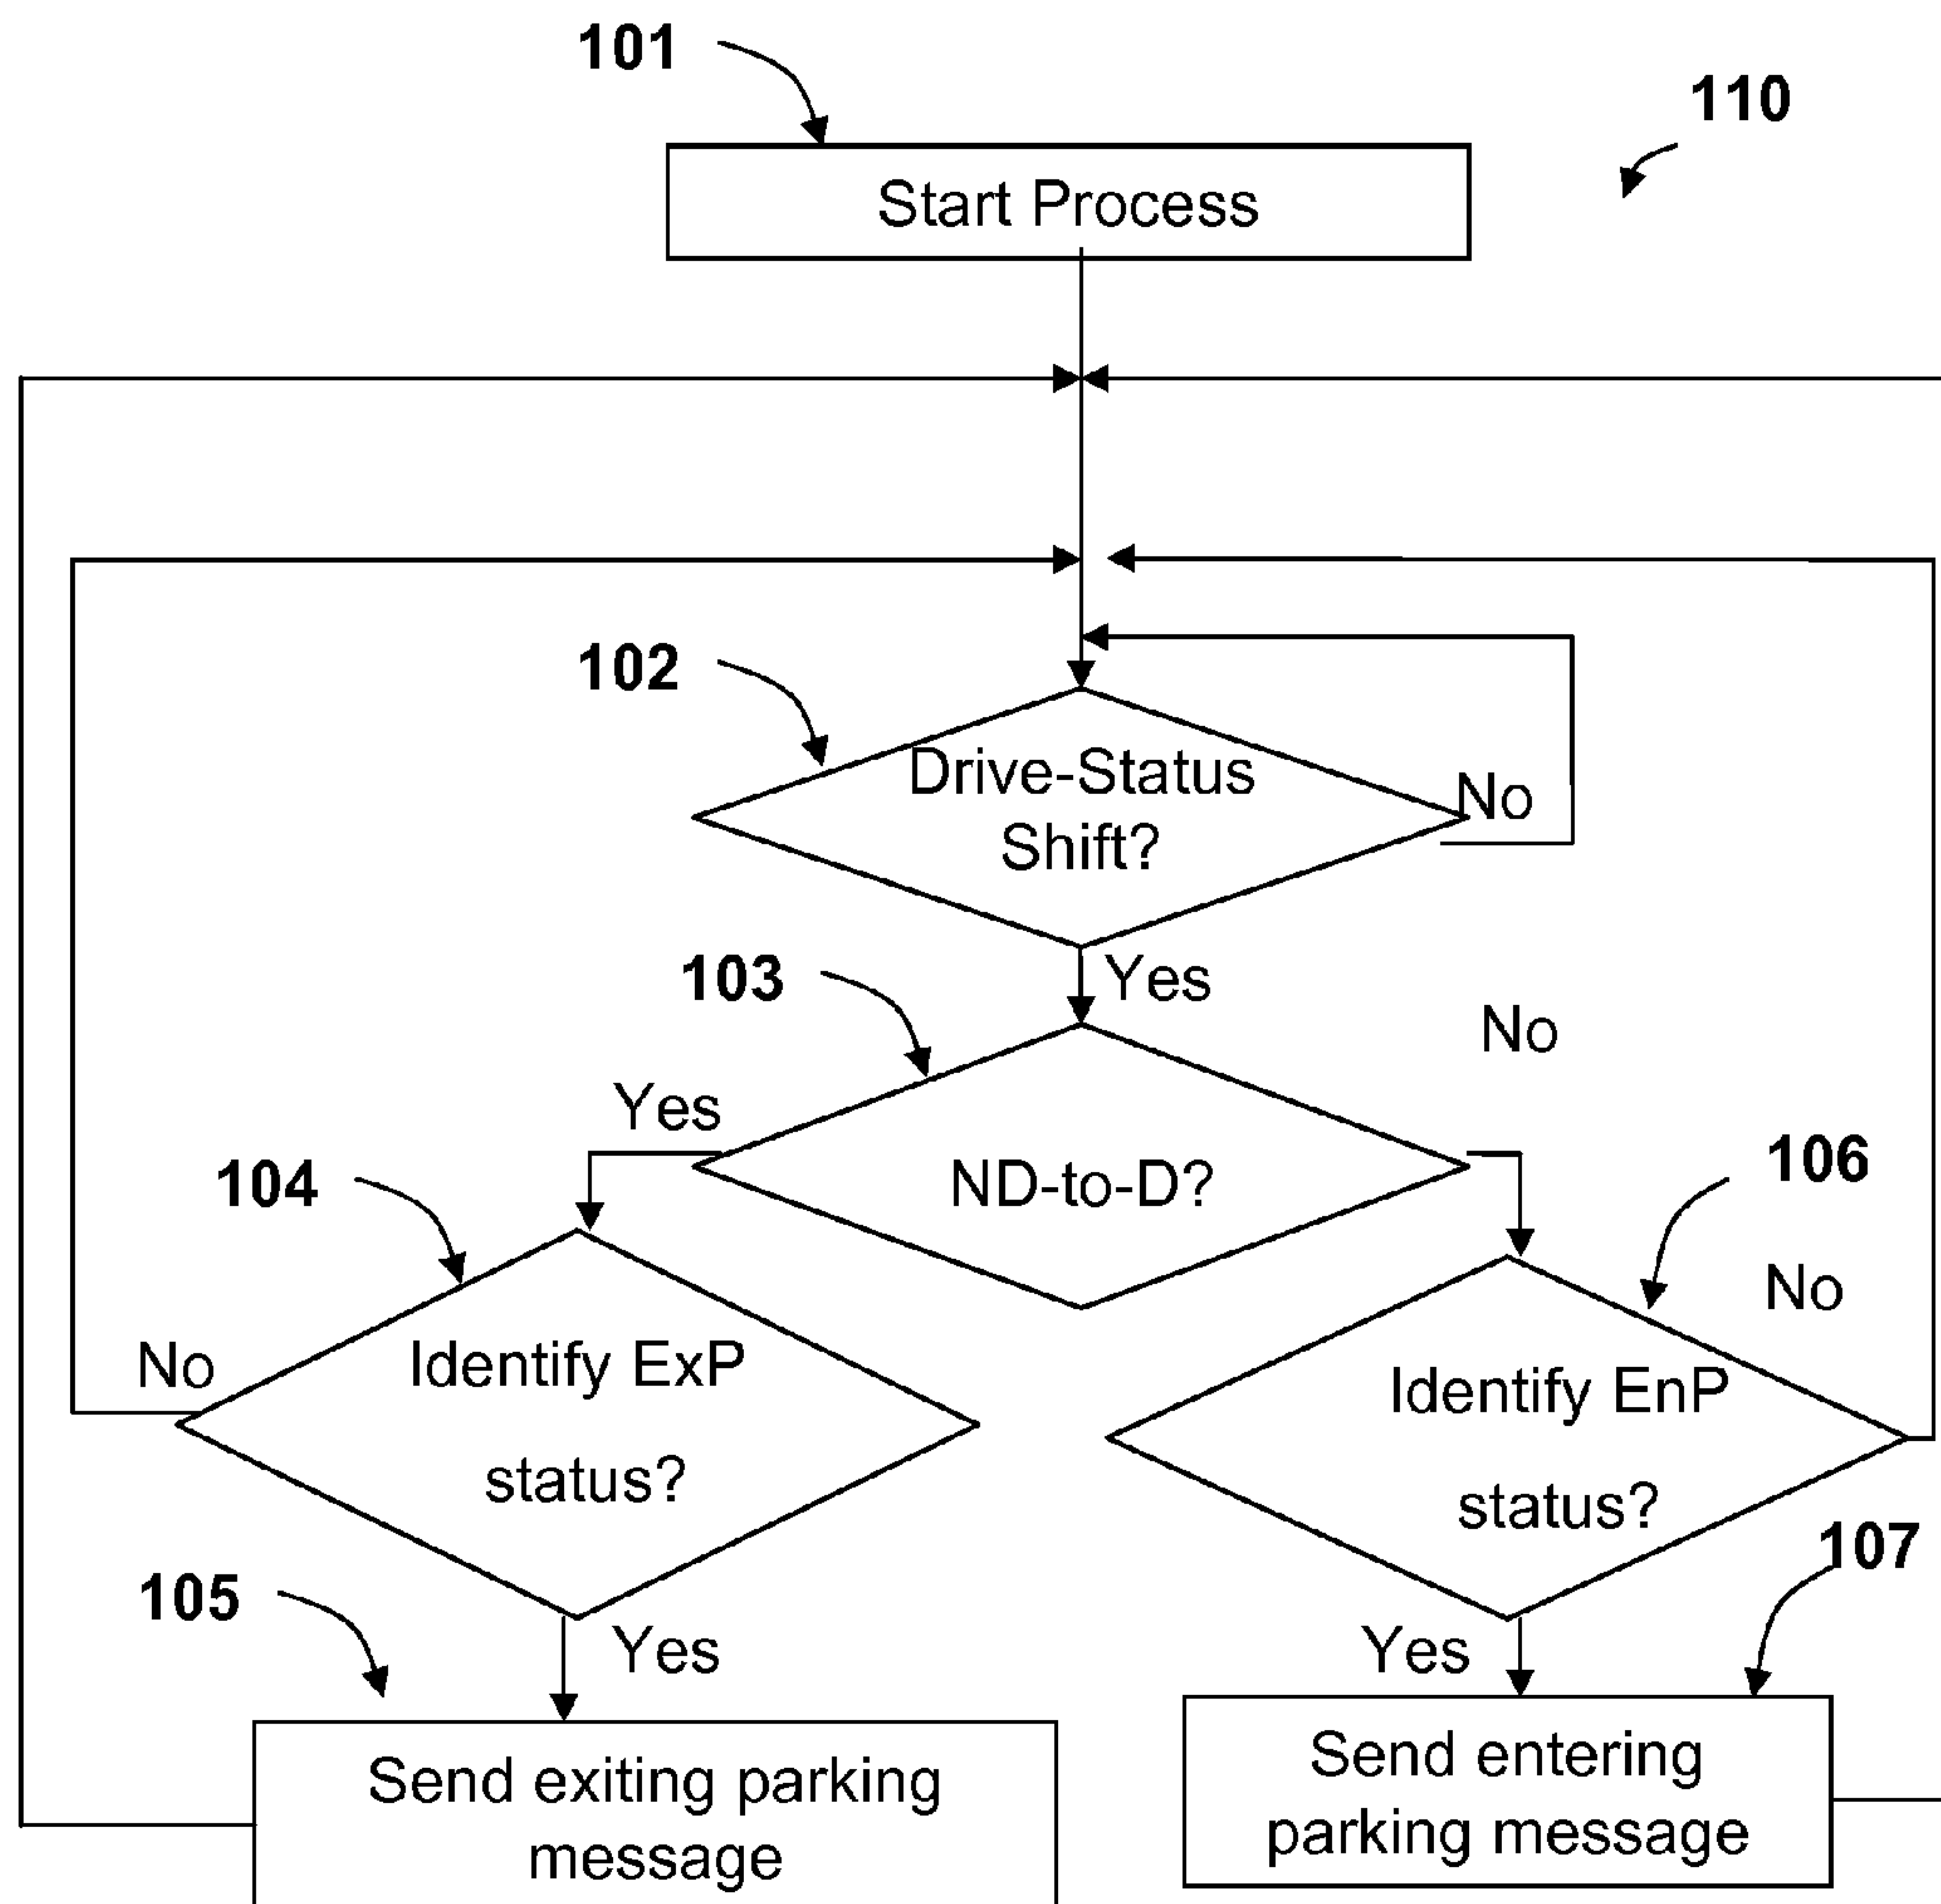 101
110
Start Process
102
Drive-Status
Shift?
No
103
Yes
No
Yes
ND-to-D?
104
106
No
No
Identify ExP
status?
Identify EnP
status?
105
107
Yes
Yes
Send exiting parking
message
Send entering
parking message